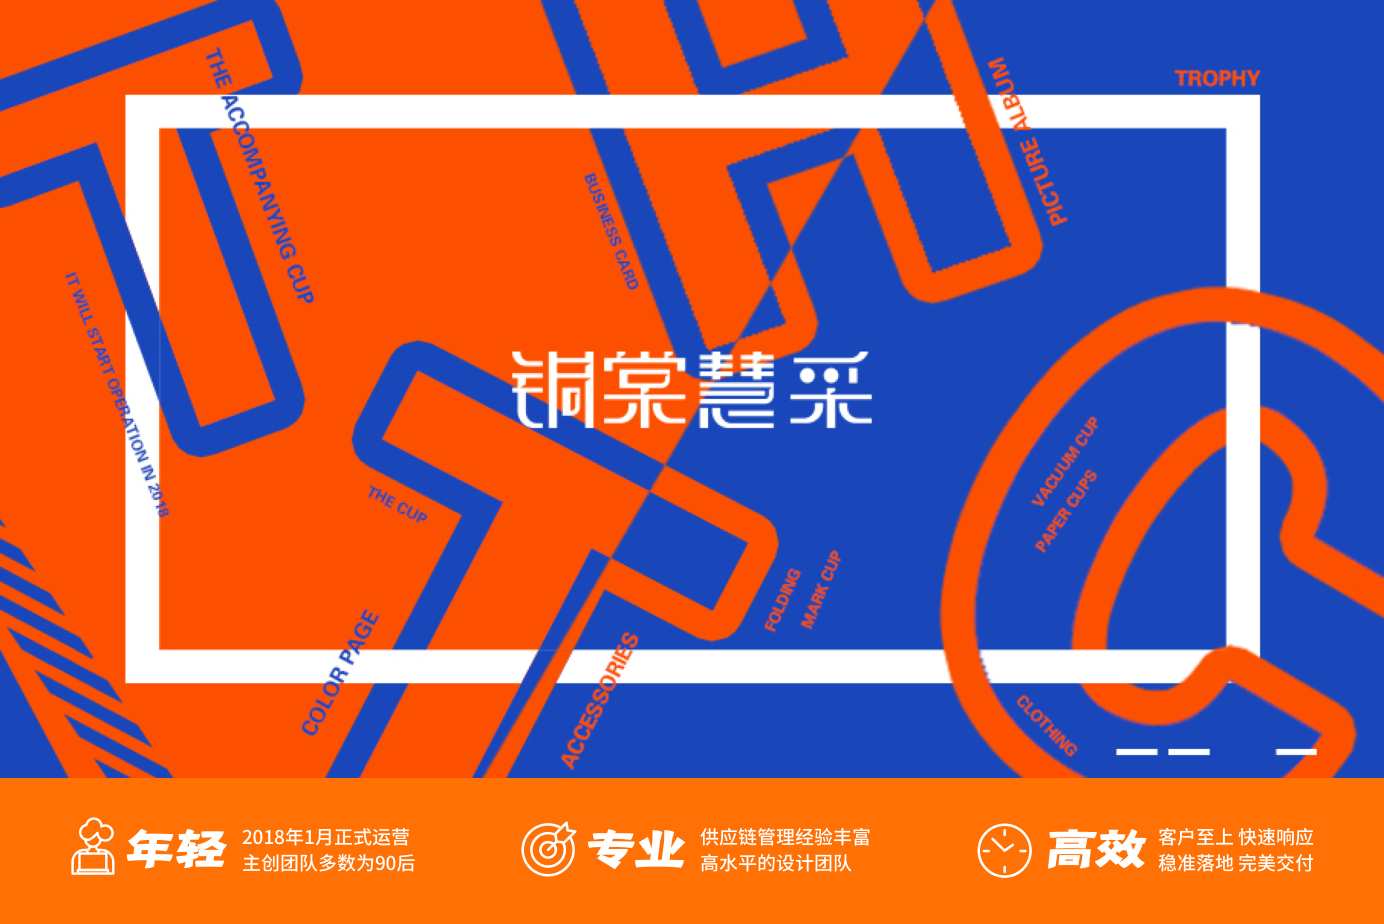 TROPHY
THE ACCOMPANYING CUP
PICTURE ALBUM
BUSINESS CARD
IT WILL START OPERATION IN 2018
铜棠慧采
VACUUM CUP
PAPER CUPS
THE CUP
FOLDING
MARK CUP
COLOR PAGE
ACCESSORIES
CLOTHING
年轻
2018年1月正式运营
主创团队多数为90后
专业
供应链管理经验丰富
高水平的设计团队
高效
客户至上 快速响应
稳准落地 完美交付